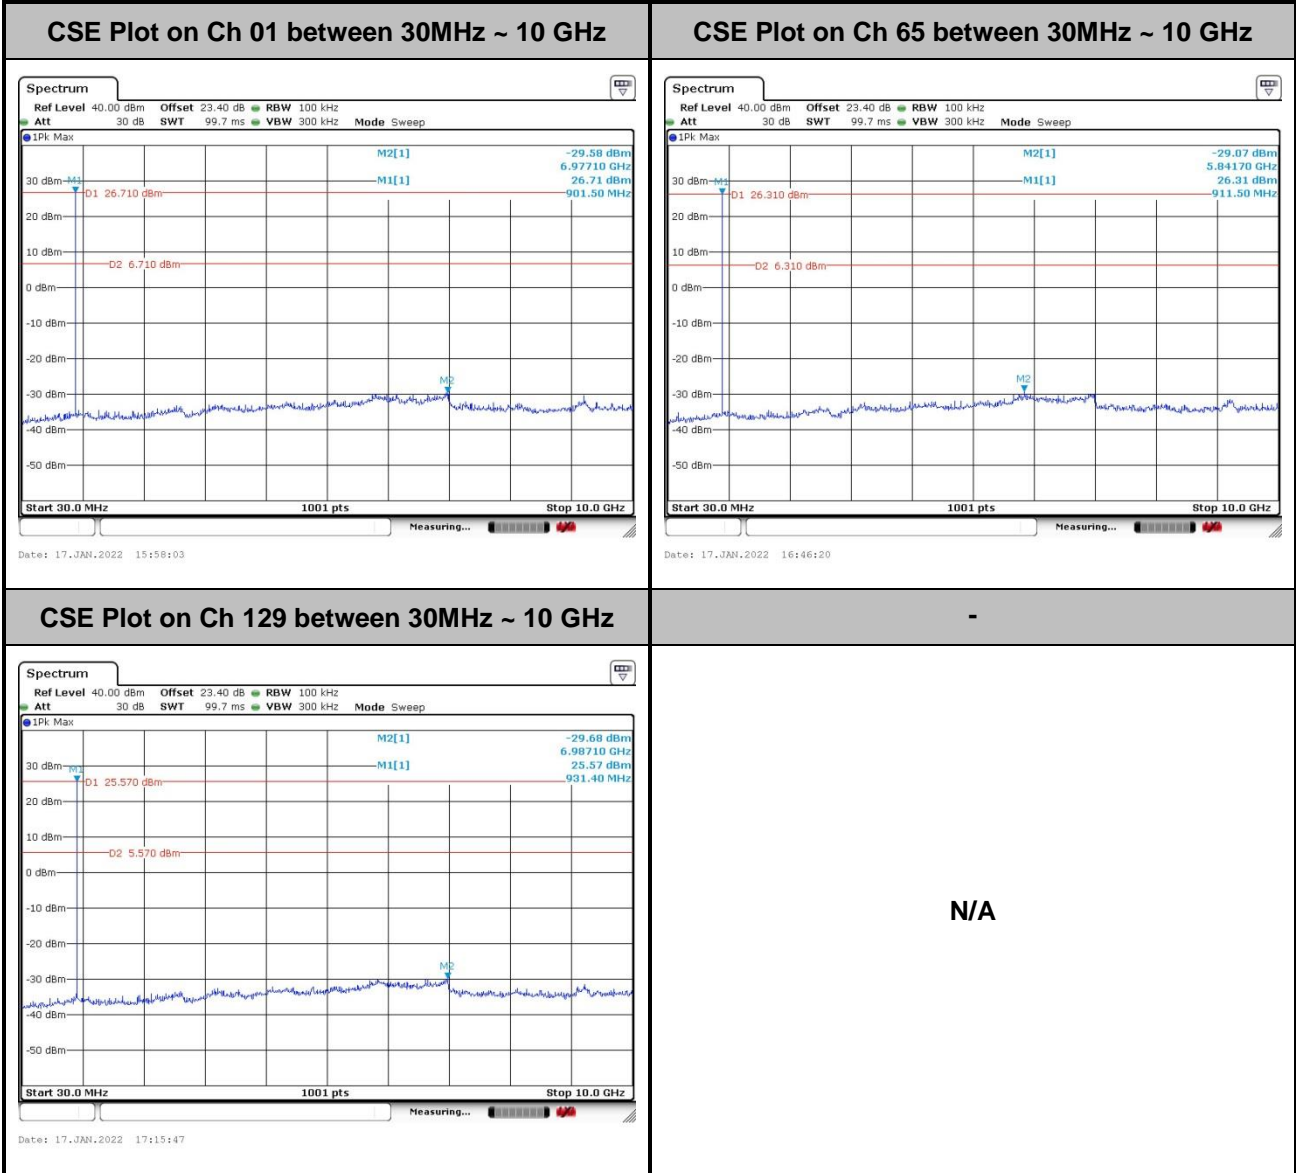 CSE Plot on Ch 01 between 30MHz ~ 10 GHz
CSE Plot on Ch 65 between 30MHz ~ 10 GHz
Spectrum
Ref Level 40.00 dBm Offset 23.40 dB RBW 100 kHz
Att 30 dB SWT 99.7 ms VBW 300 kHz Mode Sweep
1Pk Max
M2[1] -29.58 dBm
6.97710 GHz
30 dBm M1 M1[1] 26.71 dBm
D1 26.710 dBm 901.50 MHz
20 dBm
10 dBm
D2 6.710 dBm
0 dBm
-10 dBm
-20 dBm
M2
-30 dBm
-40 dBm
-50 dBm
Start 30.0 MHz 1001 pts Stop 10.0 GHz
Measuring...
Date: 17.JAN.2022 15:58:03
Spectrum
Ref Level 40.00 dBm Offset 23.40 dB RBW 100 kHz
Att 30 dB SWT 99.7 ms VBW 300 kHz Mode Sweep
1Pk Max
M2[1] -29.07 dBm
5.84170 GHz
30 dBm M1 M1[1] 26.31 dBm
D1 26.310 dBm 911.50 MHz
20 dBm
10 dBm
D2 6.310 dBm
0 dBm
-10 dBm
-20 dBm
M2
-30 dBm
-40 dBm
-50 dBm
Start 30.0 MHz 1001 pts Stop 10.0 GHz
Measuring...
Date: 17.JAN.2022 16:46:20
CSE Plot on Ch 129 between 30MHz ~ 10 GHz
-
Spectrum
Ref Level 40.00 dBm Offset 23.40 dB RBW 100 kHz
Att 30 dB SWT 99.7 ms VBW 300 kHz Mode Sweep
1Pk Max
M2[1] -29.68 dBm
6.98710 GHz
30 dBm M1 M1[1] 25.57 dBm
D1 25.570 dBm 931.40 MHz
20 dBm
10 dBm
D2 5.570 dBm
0 dBm
-10 dBm
-20 dBm
M2
-30 dBm
-40 dBm
-50 dBm
Start 30.0 MHz 1001 pts Stop 10.0 GHz
Measuring...
Date: 17.JAN.2022 17:15:47
N/A